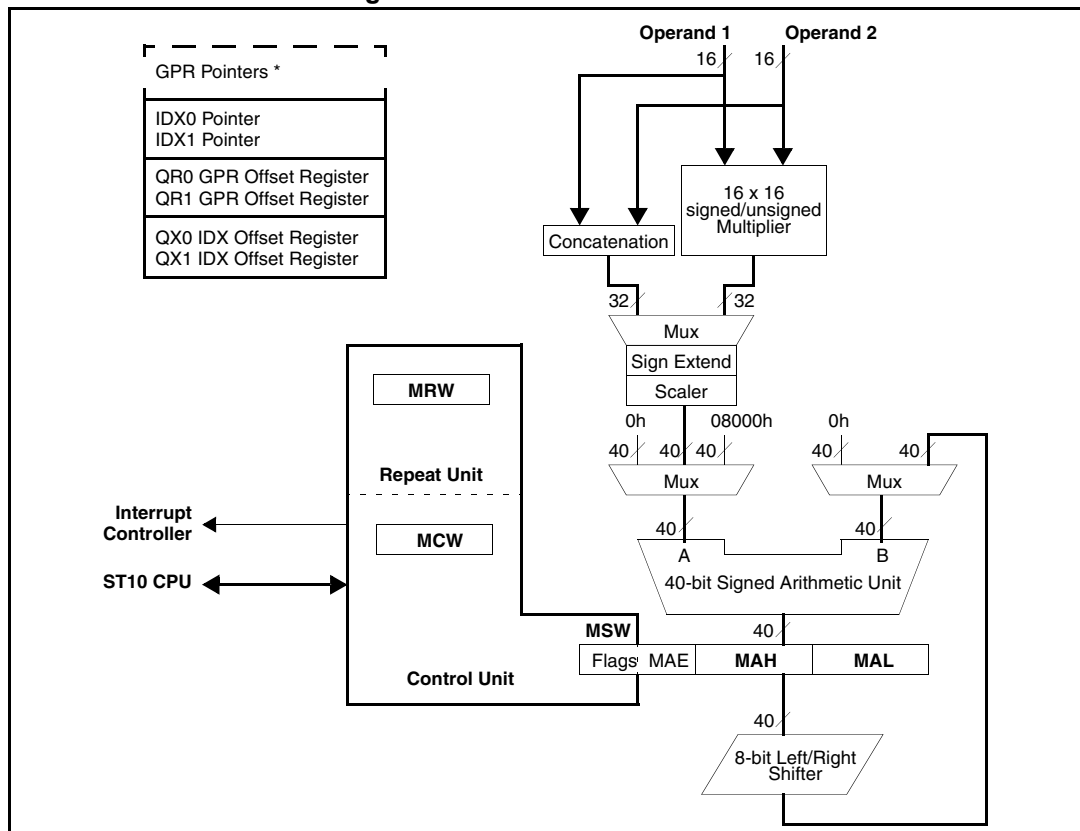 Operand 1 Operand 2
16 16
GPR Pointers *
IDX0 Pointer
IDX1 Pointer
QR0 GPR Offset Register
QR1 GPR Offset Register
QX0 IDX Offset Register
QX1 IDX Offset Register
16 x 16
signed/unsigned
Multiplier
Concatenation
32 32
Mux
Sign Extend
Scaler
0h 08000h 0h
40 40 40 40 40
Mux Mux
40 40
A B
40-bit Signed Arithmetic Unit
MRW
Repeat Unit
Interrupt
Controller
MCW
ST10 CPU
MSW
40
Flags MAE MAH MAL
Control Unit
40
8-bit Left/Right
Shifter